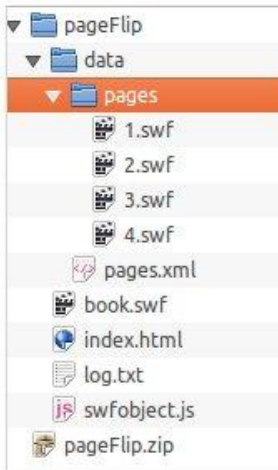 pageFlip
data
pages
1.swf
2.swf
3.swf
4.swf
pages.xml
book.swf
index.html
log.txt
swfobject.js
pageFlip.zip